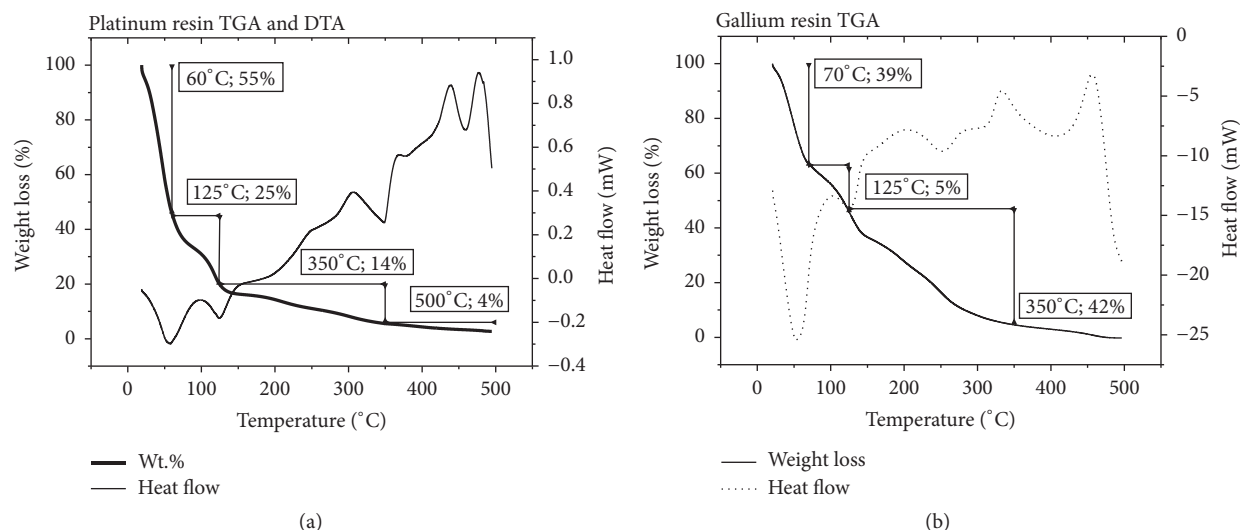 Platinum resin TGA and DTA
60°C; 55%
125°C; 25%
350°C; 14%
500°C; 4%
100
80
60
40
20
0
Weight loss (%)
1.0
0.8
0.6
0.4
0.2
0.0
−0.2
−0.4
−0.3
Heat flow (mW)
0
100
200
300
400
500
Temperature (°C)
Wt.%
Heat flow
(a)
Gallium resin TGA
70°C; 39%
125°C; 5%
350°C; 42%
100
80
60
40
20
0
Weight loss (%)
0
−5
−10
−15
−20
−25
Heat flow (mW)
0
100
200
300
400
500
Temperature (°C)
Weight loss
Heat flow
(b)